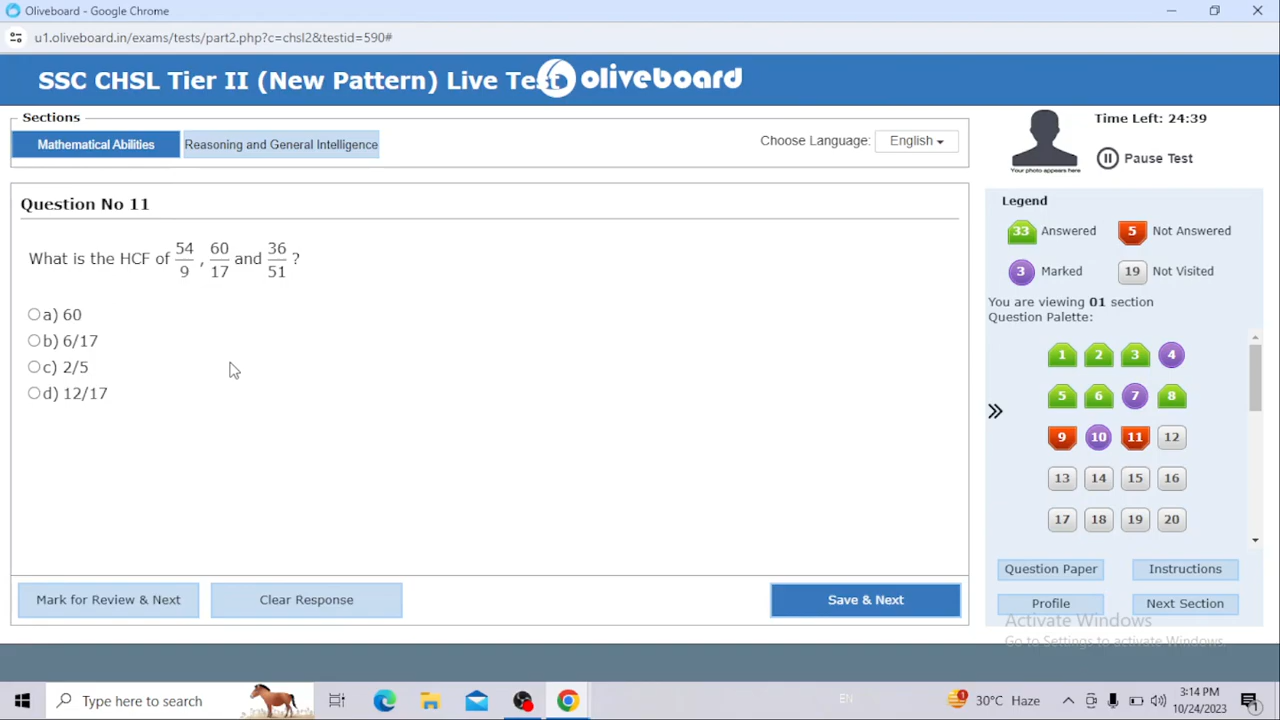 Oliveboard - Google Chrome
u1.oliveboard.in/exams/tests/part2.php?c=chsl2&testid=590#
SSC CHSL Tier II (New Pattern) Live Test
oliveboard
Sections
Mathematical Abilities
Reasoning and General Intelligence
Choose Language:
English
Your photo appears here
Time Left: 24:39
Pause Test
Question No 11
What is the HCF of 54/9 , 60/17 and 36/51 ?
a) 60
b) 6/17
c) 2/5
d) 12/17
Mark for Review & Next
Clear Response
Save & Next
Legend
33 Answered
5 Not Answered
3 Marked
19 Not Visited
You are viewing 01 section
Question Palette:
1 2 3 4
5 6 7 8
9 10 11 12
13 14 15 16
17 18 19 20
Question Paper
Instructions
Profile
Next Section
Activate Windows
Go to Settings to activate Windows.
Type here to search
EN
1
30°C Haze
3:14 PM
10/24/2023
1